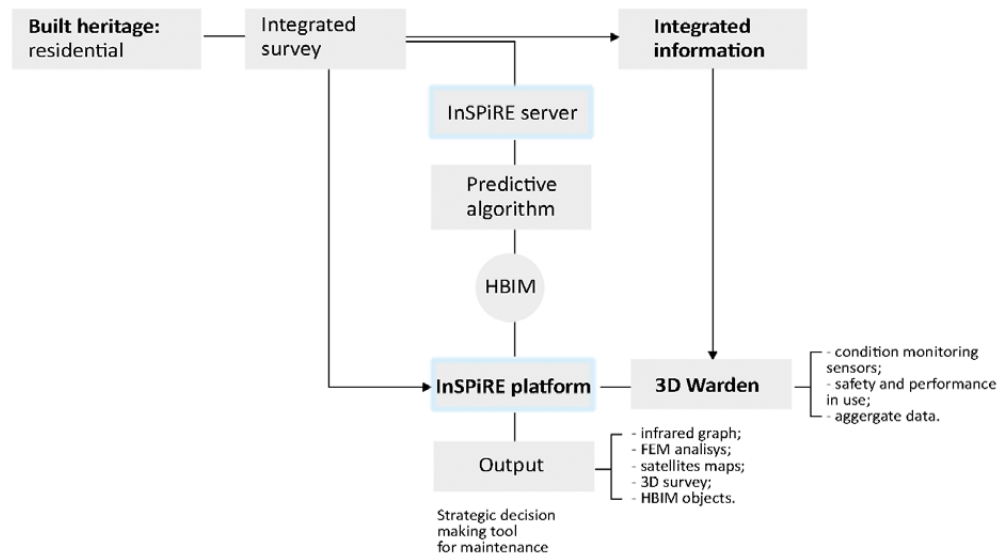 Built heritage:
residential
Integrated
survey
Integrated
information
InSPiRE server
Predictive
algorithm
HBIM
InSPiRE platform
3D Warden
- condition monitoring
sensors;
- safety and performance
in use;
- aggergate data.
Output
- infrared graph;
- FEM analisys;
- satellites maps;
- 3D survey;
- HBIM objects.
Strategic decision
making tool
for maintenance